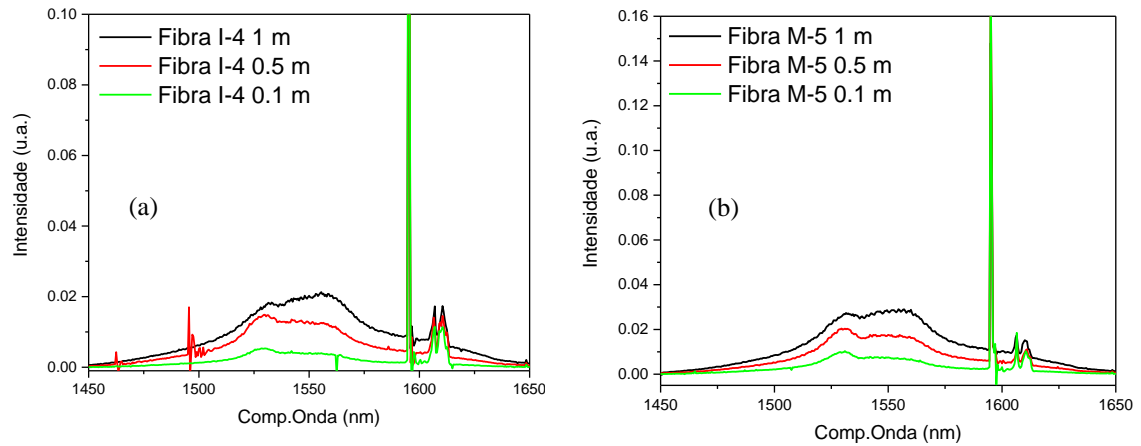 0.10
0.08
0.06
0.04
0.02
0.00
Intensidade (u.a.)
Fibra I-4 1 m
Fibra I-4 0.5 m
Fibra I-4 0.1 m
(a)
1450 1500 1550 1600 1650
Comp.Onda (nm)
0.16
0.14
0.12
0.10
0.08
0.06
0.04
0.02
0.00
Intensidade (u.a.)
Fibra M-5 1 m
Fibra M-5 0.5 m
Fibra M-5 0.1 m
(b)
1450 1500 1550 1600 1650
Comp.Onda (nm)